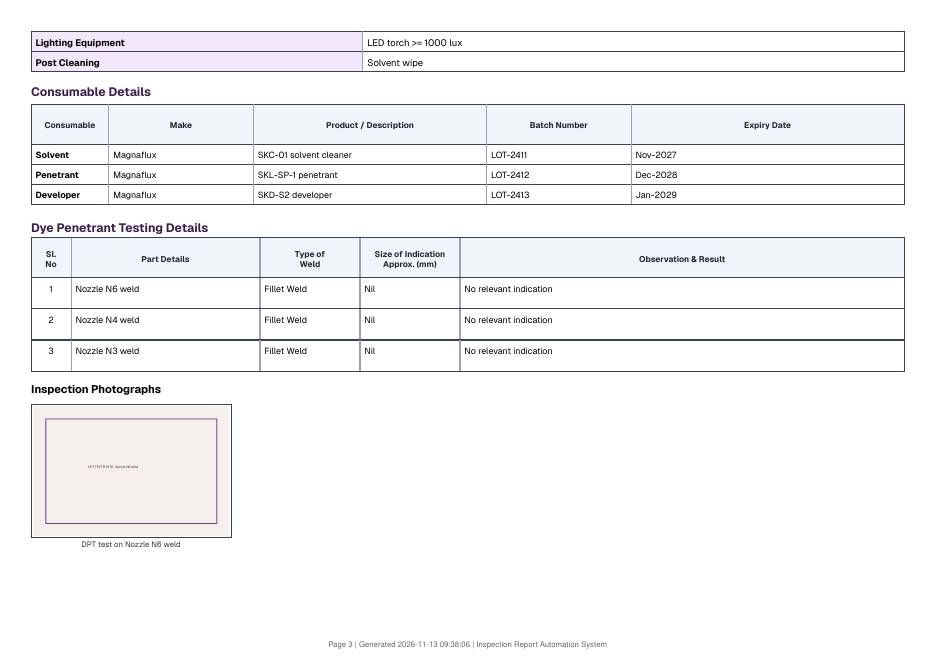 Lighting Equipment LED torch >= 1000 lux
Post Cleaning Solvent wipe
Consumable Details
Consumable Make Product / Description Batch Number Expiry Date
Solvent Magnaflux SKC-01 solvent cleaner LOT-2411 Nov-2027
Penetrant Magnaflux SKL-SP-1 penetrant LOT-2412 Dec-2028
Developer Magnaflux SKD-S2 developer LOT-2413 Jan-2029
Dye Penetrant Testing Details
Sl. No Part Details Type of Weld Size of Indication Approx. (mm) Observation & Result
1 Nozzle N6 weld Fillet Weld Nil No relevant indication
2 Nozzle N4 weld Fillet Weld Nil No relevant indication
3 Nozzle N3 weld Fillet Weld Nil No relevant indication
Inspection Photographs
DPT test on Nozzle N6 weld
Page 3 | Generated 2026-11-13 09:38:06 | Inspection Report Automation System